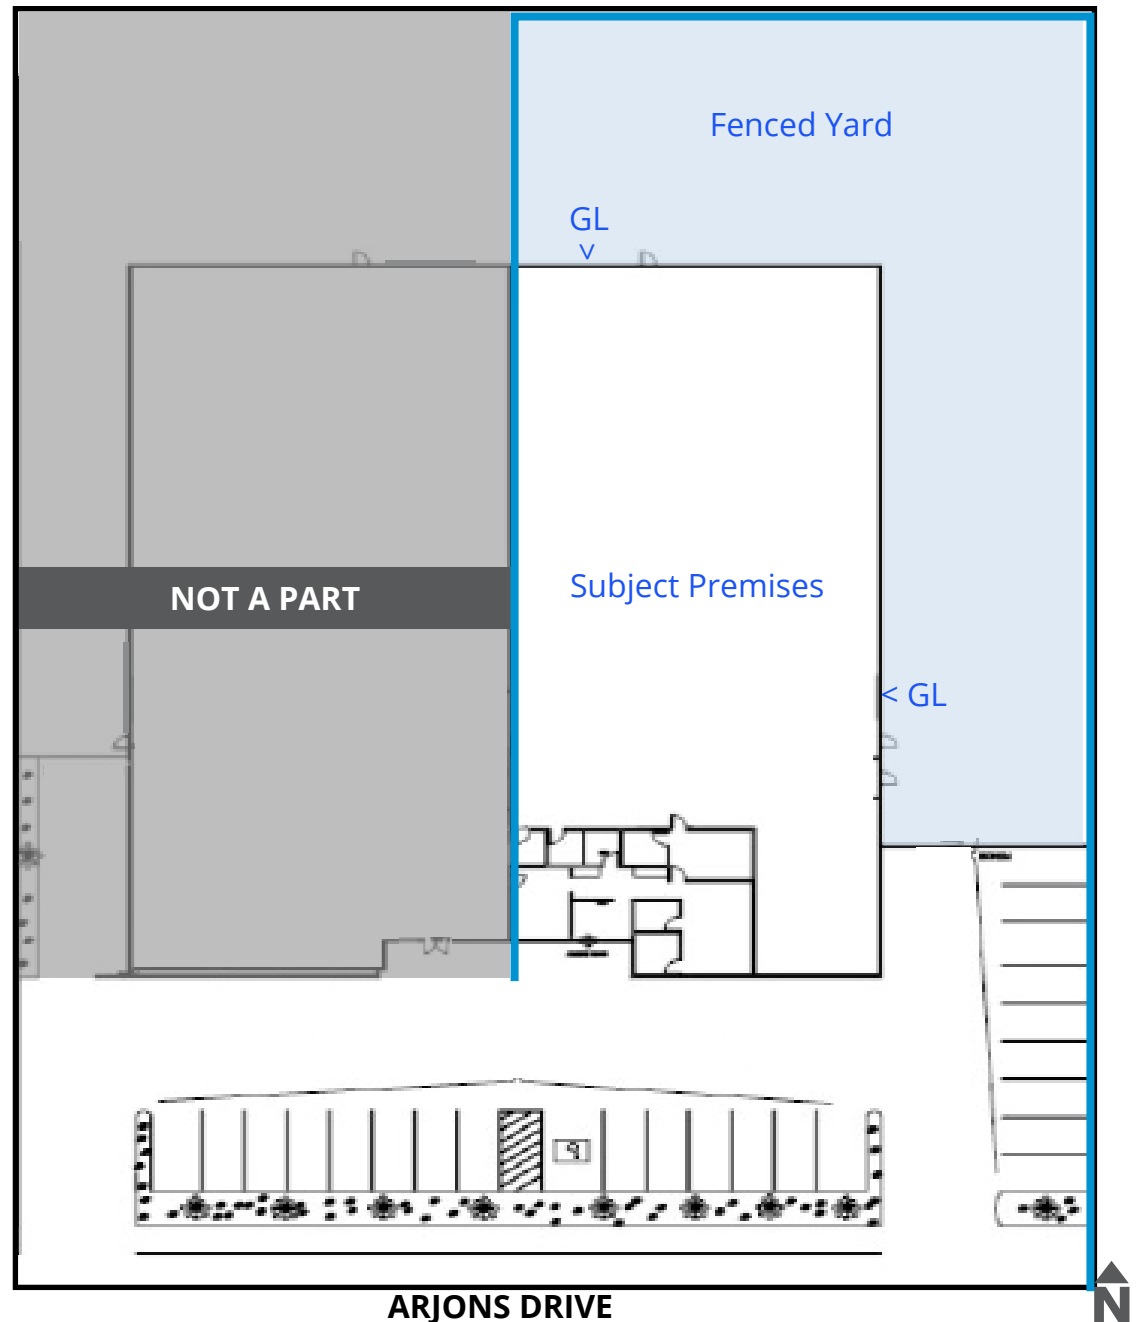 Fenced Yard
GL
NOT A PART
Subject Premises
< GL
ARJONS DRIVE
N